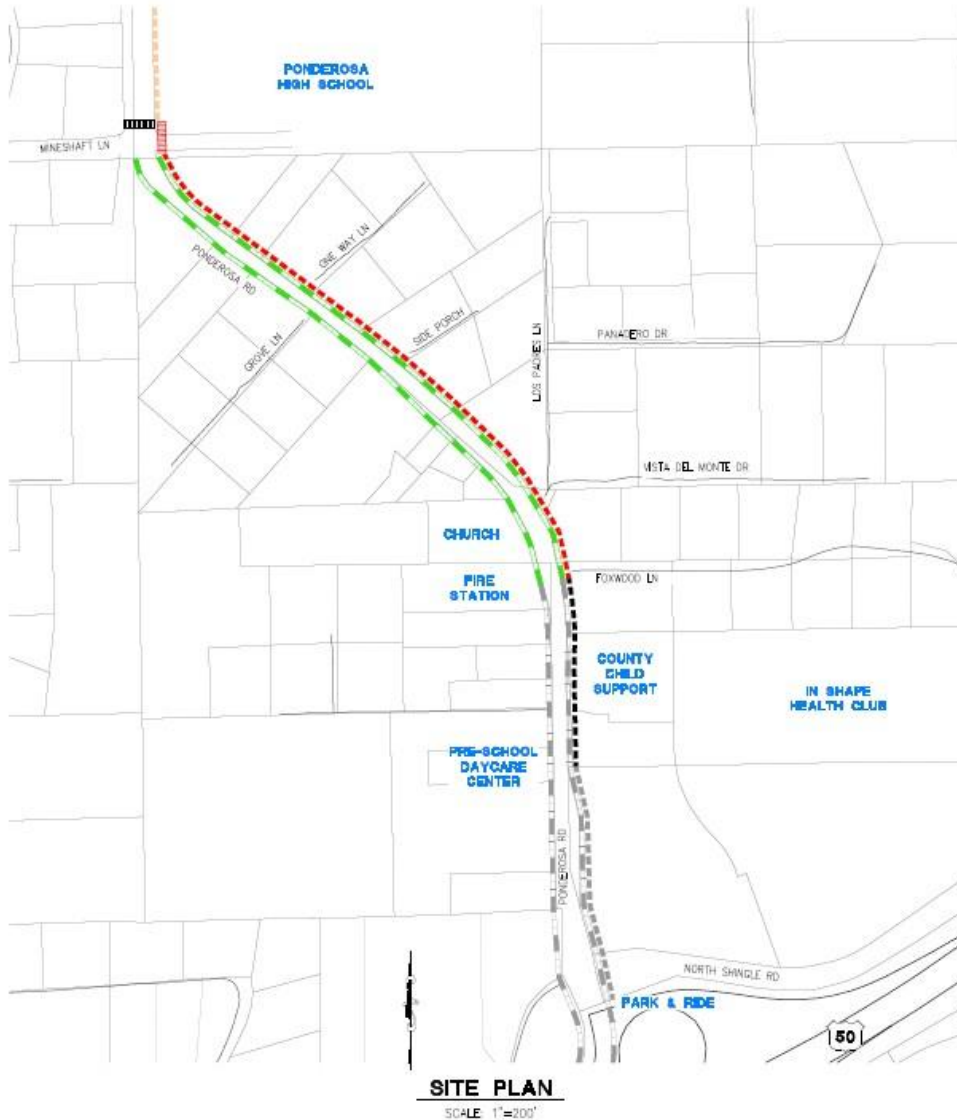 PONDEROSA
HIGH SCHOOL
MINESHAFT LN
ONE WAY LN
PONDEROSA RD
SIDE PORCH
GROVE LN
LOS PADRES LN
PANADERO DR
VISTA DEL MONTE DR
CHURCH
FIRE
STATION
FOXWOOD LN
COUNTY
CHILD
SUPPORT
IN SHAPE
HEALTH CLUB
PRE-SCHOOL
DAYCARE
CENTER
PONDEROSA RD
NORTH SHINGLE RD
PARK & RIDE
50
SITE PLAN
SCALE: 1"=200'